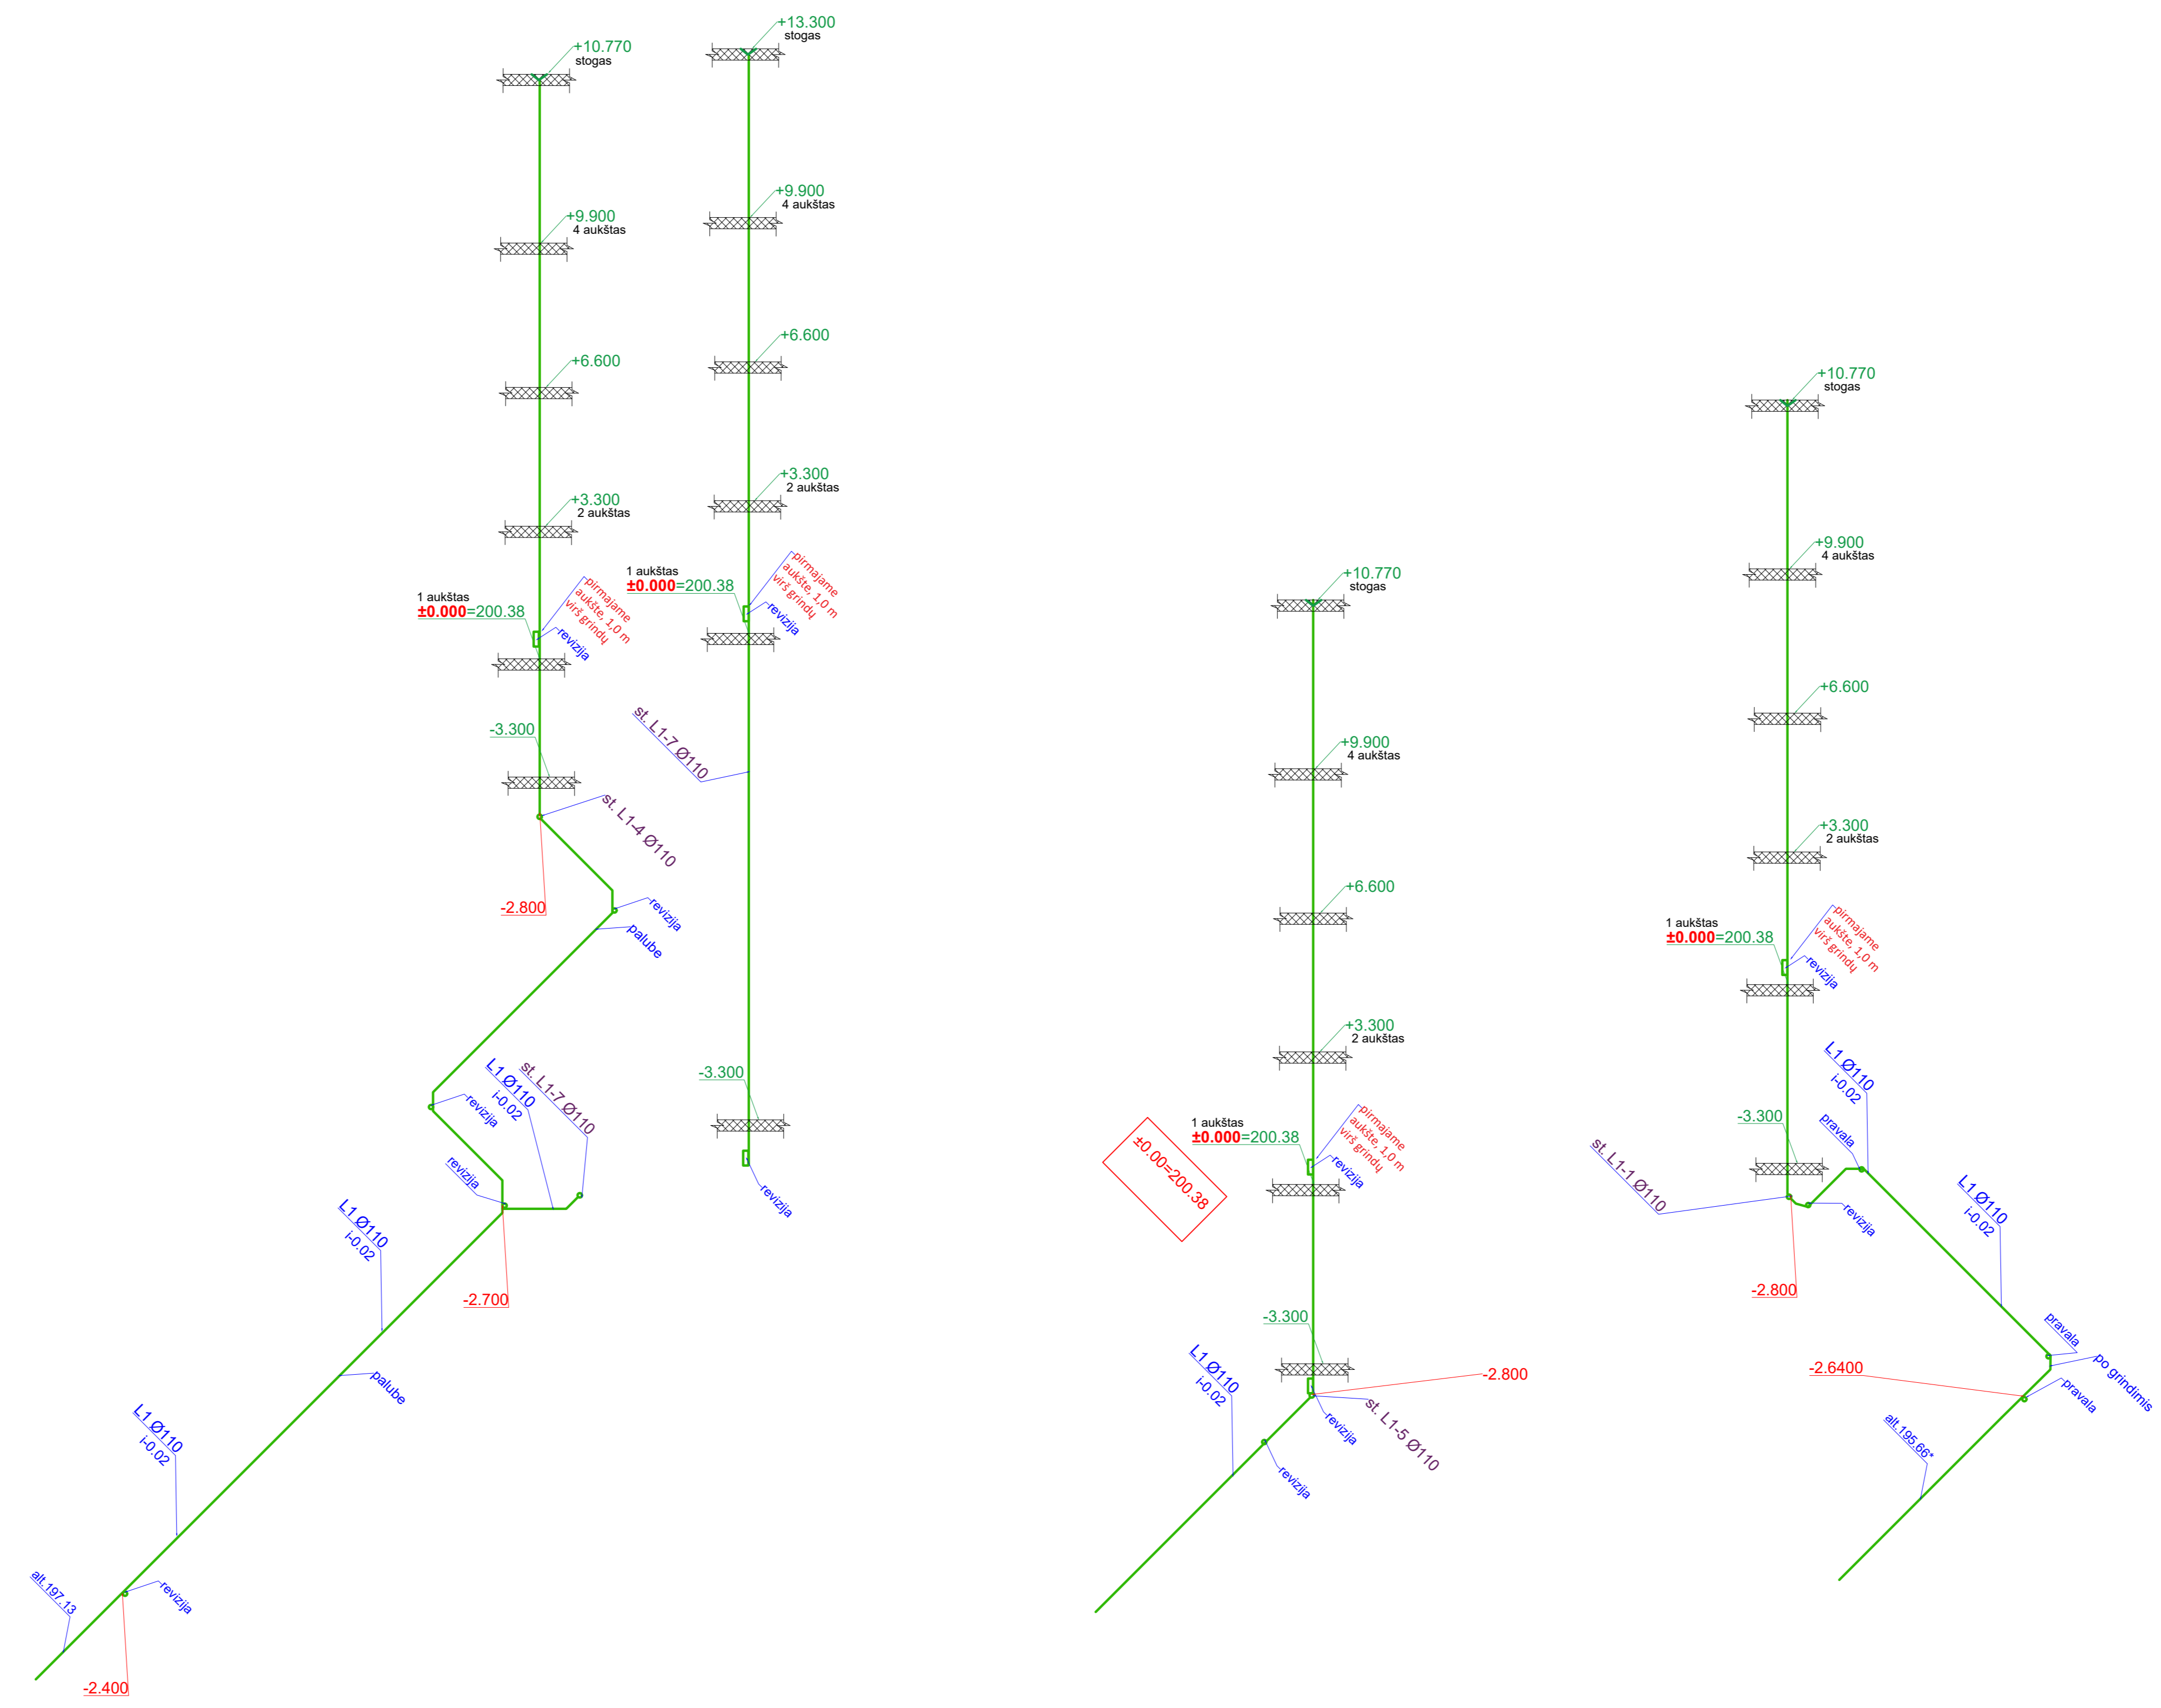 +10.770
stogas
+9.900
4 aukštas
+6.600
+3.300
2 aukštas
1 aukštas
±0.000=200.38
pirmajame
aukšte, 1,0 m
virš grindų
revizija
-3.300
st. L1-4 Ø110
-2.800
revizija
palube
revizija
L1 Ø110
i-0.02
st. L1-7 Ø110
revizija
-2.700
L1 Ø110
i-0.02
palube
L1 Ø110
i-0.02
alt.197.13
revizija
-2.400
+13.300
stogas
+9.900
4 aukštas
+6.600
+3.300
2 aukštas
1 aukštas
±0.000=200.38
pirmajame
aukšte, 1,0 m
virš grindų
revizija
st. L1-7 Ø110
-3.300
revizija
+10.770
stogas
+9.900
4 aukštas
+6.600
+3.300
2 aukštas
1 aukštas
±0.000=200.38
pirmajame
aukšte, 1,0 m
virš grindų
revizija
±0.00=200.38
-3.300
-2.800
L1 Ø110
i-0.02
revizija
st. L1-5 Ø110
revizija
+10.770
stogas
+9.900
4 aukštas
+6.600
+3.300
2 aukštas
1 aukštas
±0.000=200.38
pirmajame
aukšte, 1,0 m
virš grindų
revizija
L1 Ø110
i-0.02
-3.300
pravala
st. L1-1 Ø110
revizija
L1 Ø110
i-0.02
-2.800
pravala
po grindimis
-2.6400
pravala
alt.195.66*